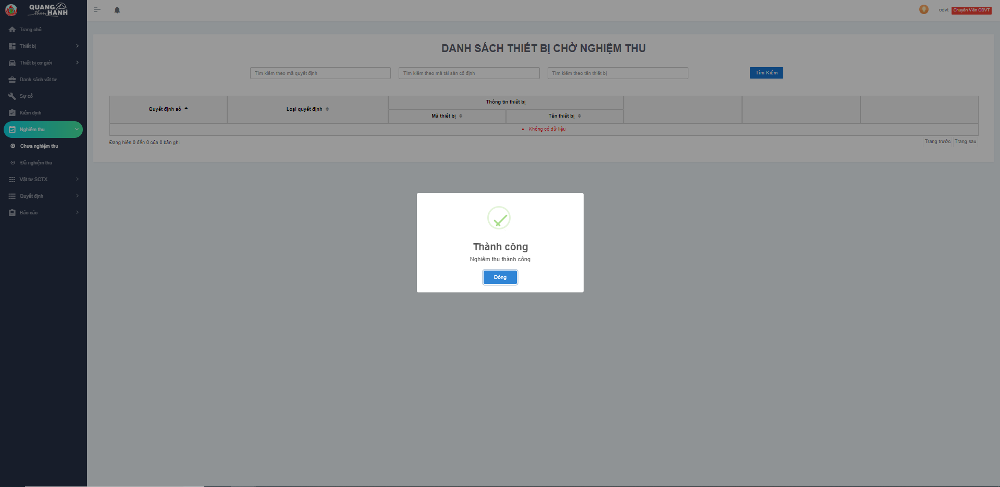 QUANG
than HẠNH
cdvt
Chuyên Viên CĐVT
Trang chủ
Thiết bị
Thiết bị cơ giới
Danh sách vật tư
Sự cố
Kiểm định
Nghiệm thu
Chưa nghiệm thu
Đã nghiệm thu
Vật tư SCTX
Quyết định
Báo cáo
DANH SÁCH THIẾT BỊ CHỜ NGHIỆM THU
Tìm kiếm theo mã quyết định
Tìm kiếm theo mã tài sản cố định
Tìm kiếm theo tên thiết bị
Tìm Kiếm
Quyết định số
Loại quyết định
Thông tin thiết bị
Mã thiết bị
Tên thiết bị
Không có dữ liệu
Đang hiện 0 đến 0 của 0 bản ghi
Trang trước
Trang sau
Thành công
Nghiệm thu thành công
Đóng